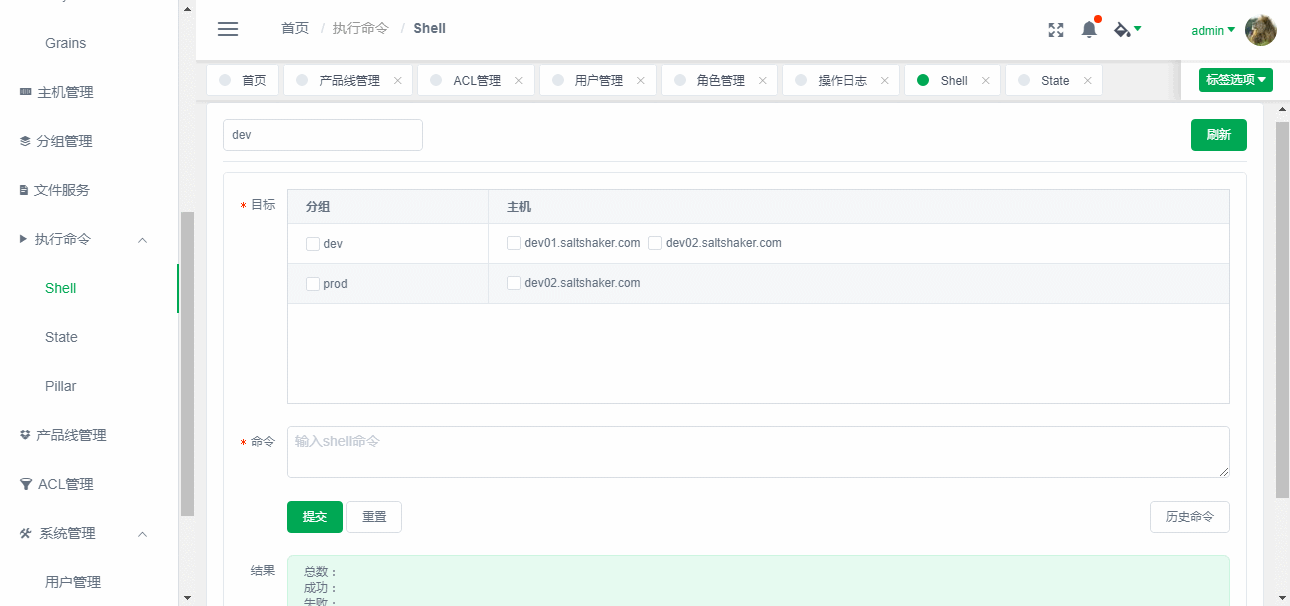 Grains
主机管理
分组管理
文件服务
执行命令
Shell
State
Pillar
产品线管理
ACL管理
系统管理
用户管理
首页 / 执行命令 / Shell
admin
首页 产品线管理 ACL管理 用户管理 角色管理 操作日志 Shell State
标签选项
dev
刷新
* 目标
分组 主机
dev dev01.saltshaker.com dev02.saltshaker.com
prod dev02.saltshaker.com
* 命令 输入shell命令
提交 重置 历史命令
结果
总数：
成功：
失败：